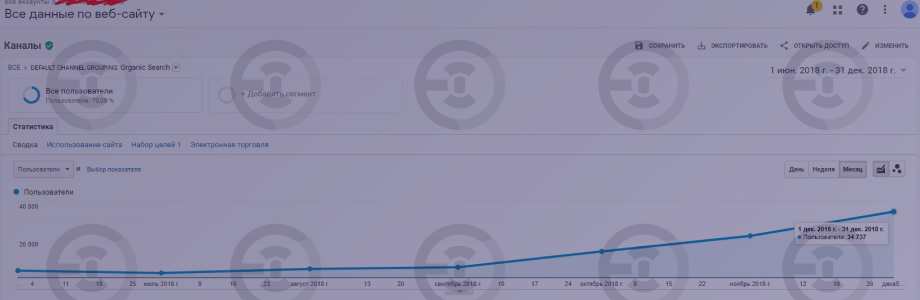 Все аккаунты >
Все данные по веб-сайту
1
Каналы
СОХРАНИТЬ ЭКСПОРТИРОВАТЬ ОТКРЫТЬ ДОСТУП ИЗМЕНИТЬ
ВСЕ » DEFAULT CHANNEL GROUPING: Organic Search
1 июн. 2018 г. - 31 дек. 2018 г.
Все пользователи
+ Добавить сегмент
Статистика
Сводка Использование сайта Набор целей 1 Электронная торговля
Пользователи и Выбор показателя
День Неделя Месяц
Пользователи
40 000
20 000
1 дек. 2018 г. - 31 дек. 2018 г.
Пользователи: 34 737
... 4 11 18 25 июль 2018 г. 9 16 23 август 2018 г. 13 20 сентябрь 2018 г. 10 17 24 октябрь 2018 г. 8 15 22 ноябрь 2018 г. 12 19 26 декаб...